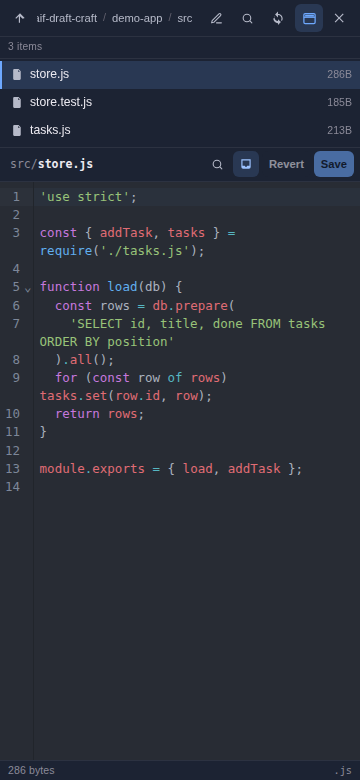 aif-draft-craft / demo-app / src
3 items
store.js 286B
store.test.js 185B
tasks.js 213B
src/store.js Revert Save
1 'use strict';
2
3 const { addTask, tasks } =
require('./tasks.js');
4
5 function load(db) {
6 const rows = db.prepare(
7 'SELECT id, title, done FROM tasks
ORDER BY position'
8 ).all();
9 for (const row of rows)
tasks.set(row.id, row);
10 return rows;
11 }
12
13 module.exports = { load, addTask };
14
286 bytes .js